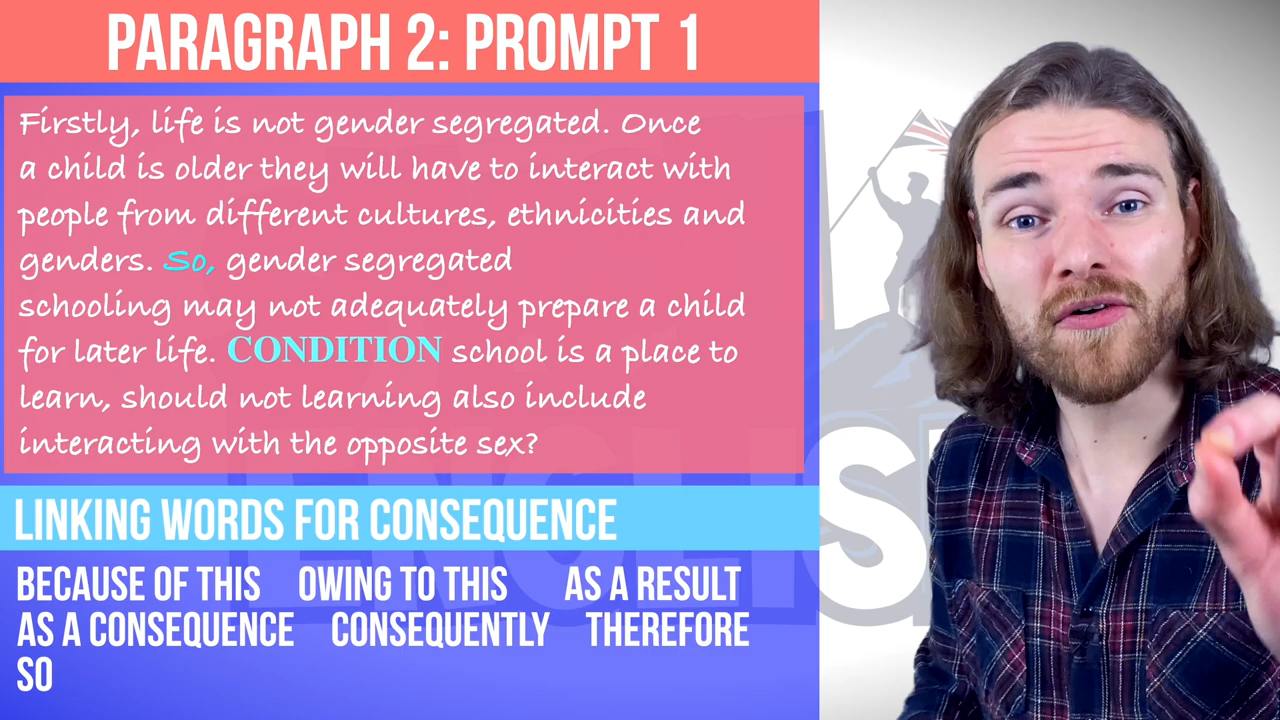 PARAGRAPH 2: PROMPT 1
Firstly, life is not gender segregated. Once
a child is older they will have to interact with
people from different cultures, ethnicities and
genders. So, gender segregated
schooling may not adequately prepare a child
for later life. CONDITION school is a place to
learn, should not learning also include
interacting with the opposite sex?
LINKING WORDS FOR CONSEQUENCE
BECAUSE OF THIS OWING TO THIS AS A RESULT
AS A CONSEQUENCE CONSEQUENTLY THEREFORE
SO